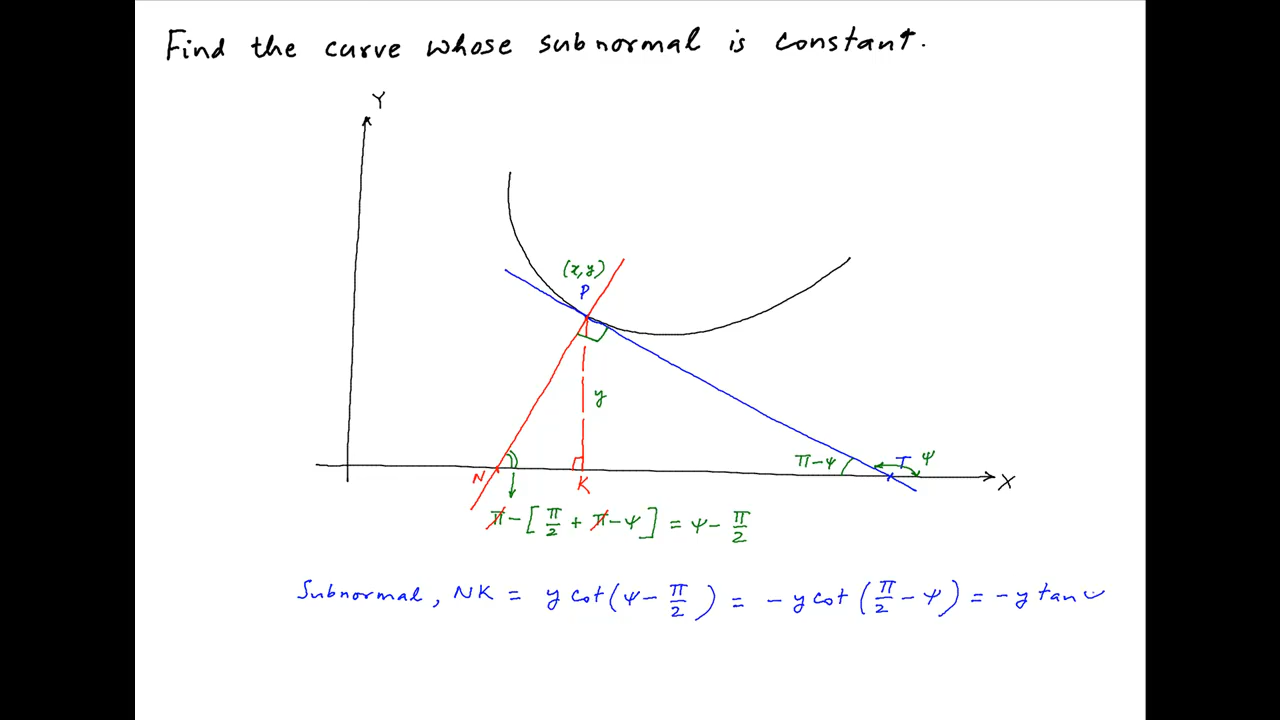 Find the curve whose subnormal is constant.
Y
(x, y)
P
y
π-ψ
T
ψ
N
K
X
π - [π/2 + π - ψ] = ψ - π/2
Subnormal, NK = y cot(ψ - π/2) = - y cot(π/2 - ψ) = - y tan